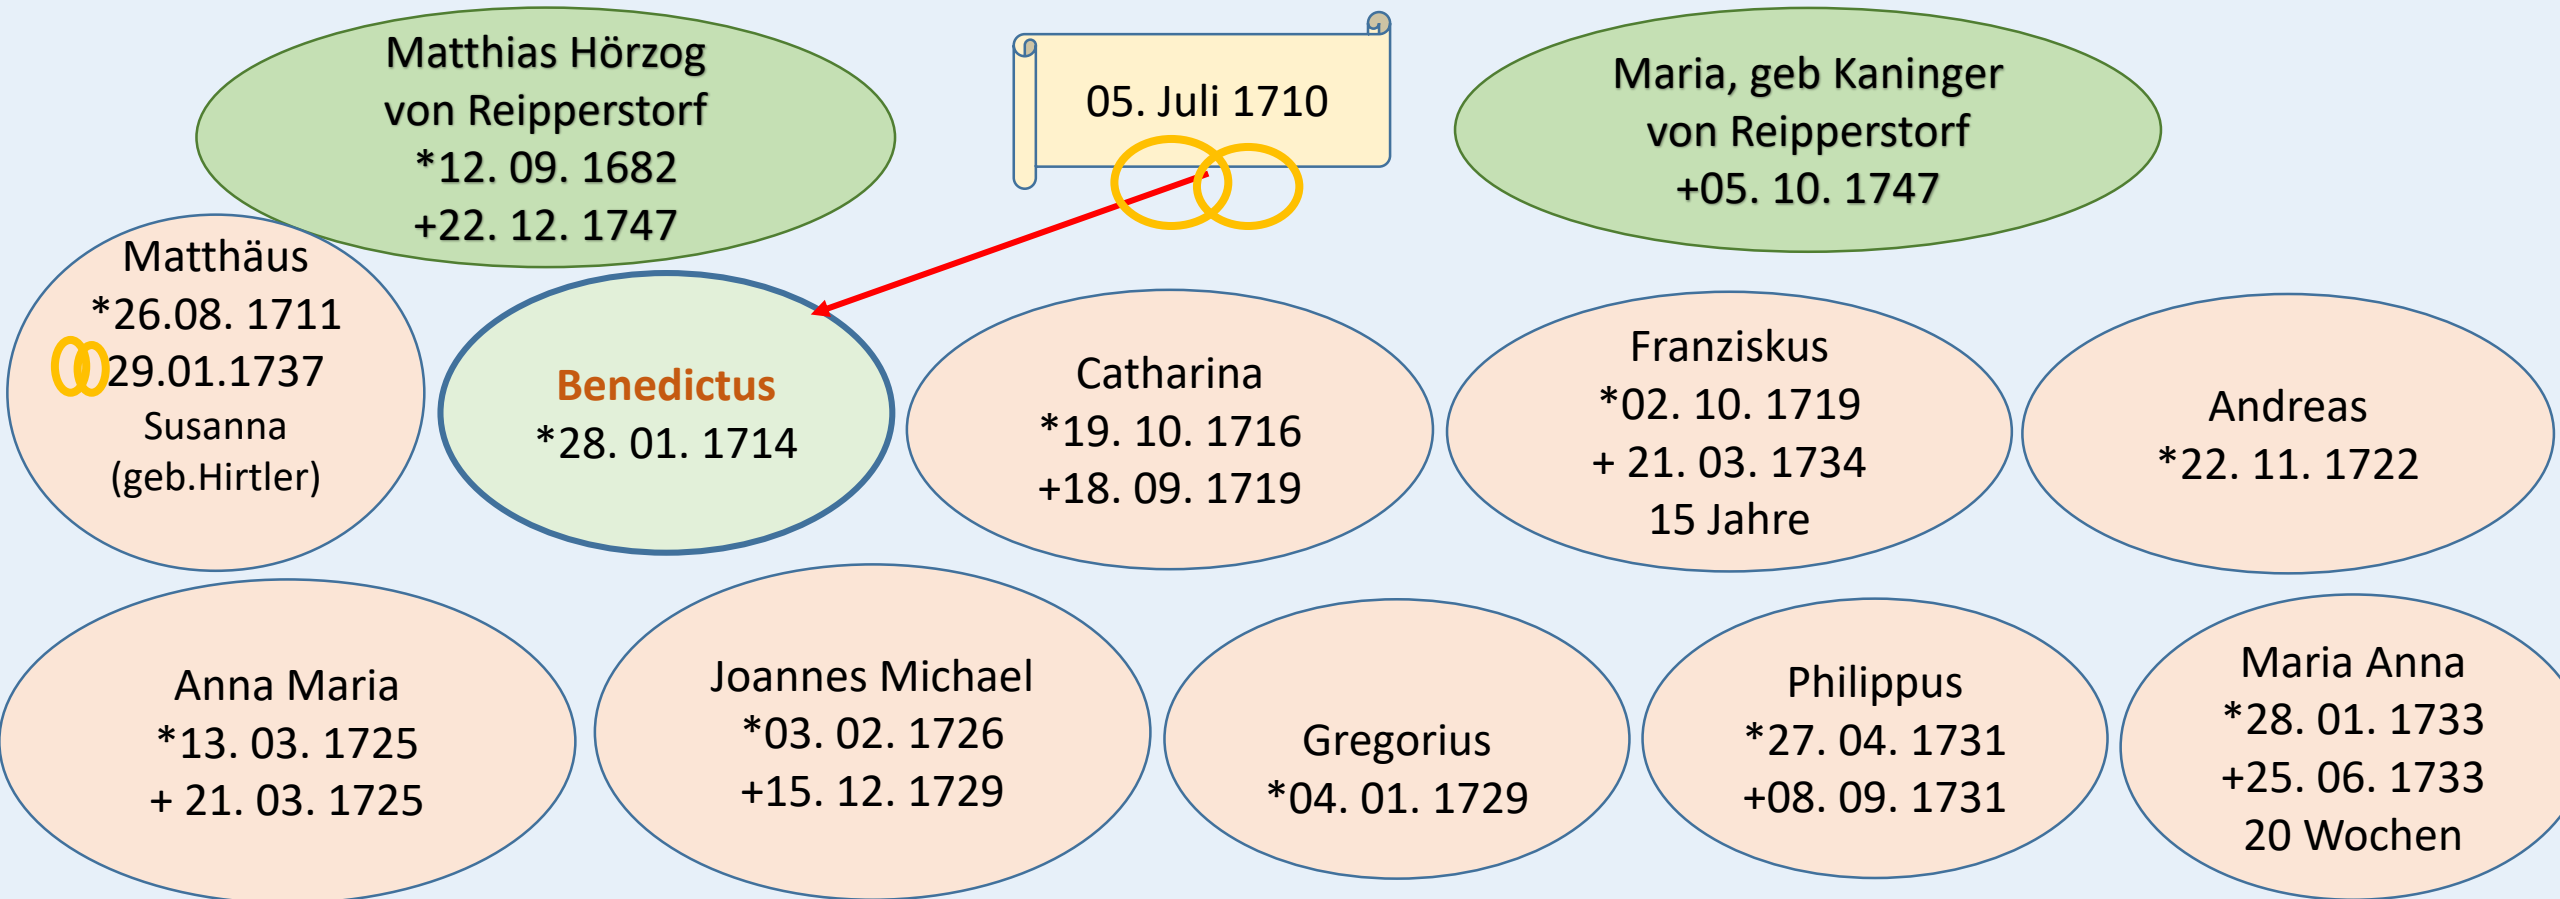 Matthias Hörzog
von Reipperstorf
*12. 09. 1682
+22. 12. 1747
05. Juli 1710
Maria, geb Kaninger
von Reipperstorf
+05. 10. 1747
Matthäus
*26.08. 1711
29.01.1737
Susanna
(geb.Hirtler)
Benedictus
*28. 01. 1714
Catharina
*19. 10. 1716
+18. 09. 1719
Franziskus
*02. 10. 1719
+ 21. 03. 1734
15 Jahre
Andreas
*22. 11. 1722
Anna Maria
*13. 03. 1725
+ 21. 03. 1725
Joannes Michael
*03. 02. 1726
+15. 12. 1729
Gregorius
*04. 01. 1729
Philippus
*27. 04. 1731
+08. 09. 1731
Maria Anna
*28. 01. 1733
+25. 06. 1733
20 Wochen